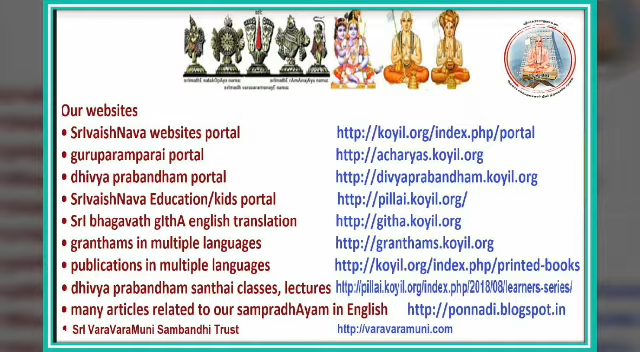 Our websites
• SrIvaishNava websites portal http://koyil.org/index.php/portal
• guruparamparai portal http://acharyas.koyil.org
• dhivya prabandham portal http://divyaprabandham.koyil.org
• SrIvaishNava Education/kids portal http://pillai.koyil.org/
• SrI bhagavath gIthA english translation http://githa.koyil.org
• granthams in multiple languages http://granthams.koyil.org
• publications in multiple languages http://koyil.org/index.php/printed-books
• dhivya prabandham santhai classes, lectures http://pillai.koyil.org/index.php/2018/08/learners-series/
• many articles related to our sampradhAyam in English http://ponnadi.blogspot.in
• SrI VaraVaraMuni Sambandhi Trust http://varavaramuni.com